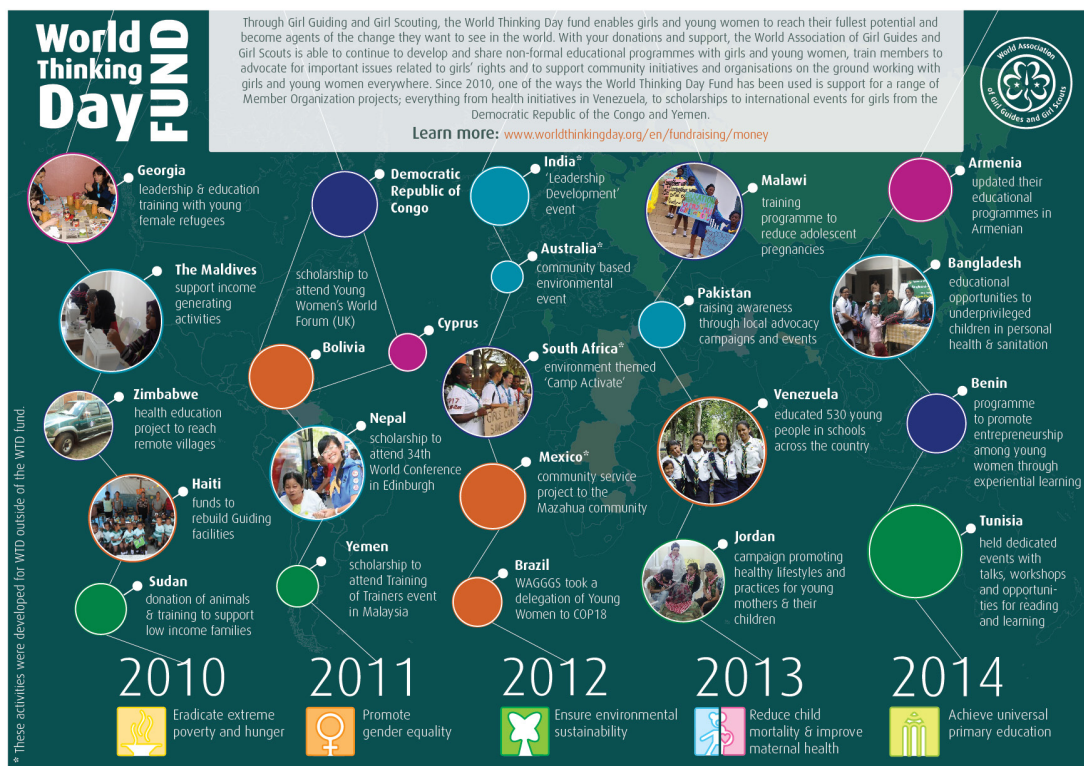 World
Thinking
Day
FUND
Through Girl Guiding and Girl Scouting, the World Thinking Day fund enables girls and young women to reach their fullest potential and
become agents of the change they want to see in the world. With your donations and support, the World Association of Girl Guides and
Girl Scouts is able to continue to develop and share non-formal educational programmes with girls and young women, train members to
advocate for important issues related to girls' rights and to support community initiatives and organisations on the ground working with
girls and young women everywhere. Since 2010, one of the ways the World Thinking Day Fund has been used is support for a range of
Member Organization projects; everything from health initiatives in Venezuela, to scholarships to international events for girls from the
Democratic Republic of the Congo and Yemen.
Learn more: www.worldthinkingday.org/en/fundraising/money
World Association
of Girl Guides and Girl Scouts
Georgia
leadership & education
training with young
female refugees
The Maldives
support income
generating
activities
Zimbabwe
health education
project to reach
remote villages
Haiti
funds to
rebuild Guiding
facilities
Sudan
donation of animals
& training to support
low income families
2010
Eradicate extreme
poverty and hunger
Democratic
Republic of
Congo
scholarship to
attend Young
Women's World
Forum (UK)
Cyprus
Bolivia
Nepal
scholarship to
attend 34th
World Conference
in Edinburgh
Yemen
scholarship to
attend Training
of Trainers event
in Malaysia
2011
Promote
gender equality
India*
'Leadership
Development'
event
Australia*
community based
environmental
event
South Africa*
environment themed
'Camp Activate'
Mexico*
community service
project to the
Mazahua community
Brazil
WAGGGS took a
delegation of Young
Women to COP18
2012
Ensure environmental
sustainability
Malawi
training
programme to
reduce adolescent
pregnancies
Pakistan
raising awareness
through local advocacy
campaigns and events
Venezuela
educated 530 young
people in schools
across the country
Jordan
campaign promoting
healthy lifestyles and
practices for young
mothers & their
children
2013
Reduce child
mortality & improve
maternal health
Armenia
updated their
educational
programmes in
Armenian
Bangladesh
educational
opportunities to
underprivileged
children in personal
health & sanitation
Benin
programme
to promote
entrepreneurship
among young
women through
experiential learning
Tunisia
held dedicated
events with
talks, workshops
and opportuni-
ties for reading
and learning
2014
Achieve universal
primary education
* These activities were developed for WTD outside of the WTD fund.